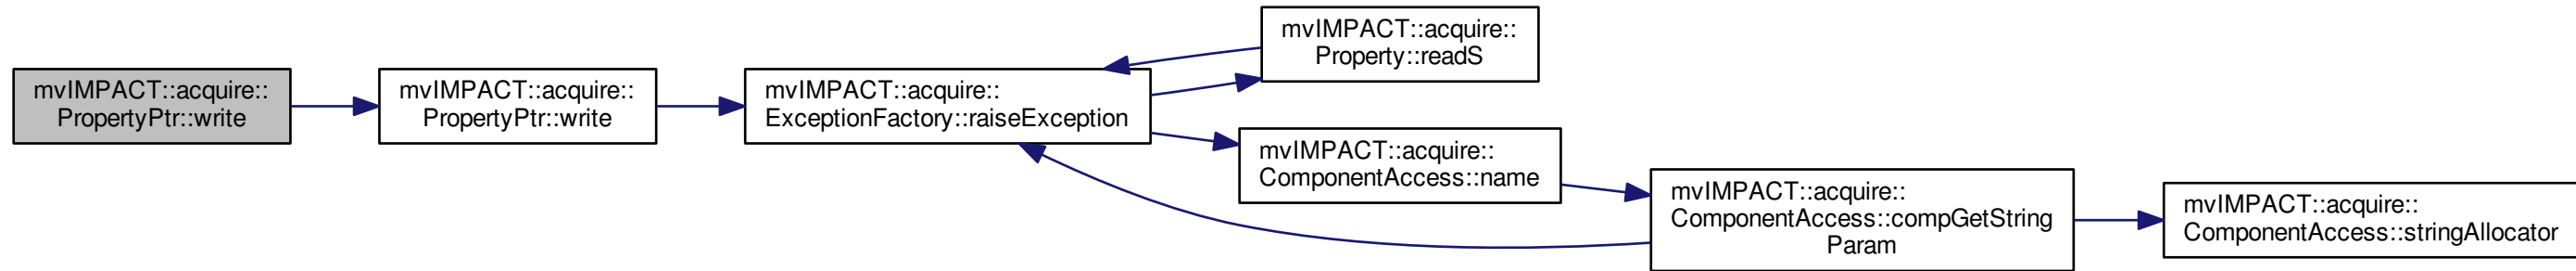 mvIMPACT::acquire::
PropertyPtr::write
mvIMPACT::acquire::
PropertyPtr::write
mvIMPACT::acquire::
ExceptionFactory::raiseException
mvIMPACT::acquire::
Property::readS
mvIMPACT::acquire::
ComponentAccess::name
mvIMPACT::acquire::
ComponentAccess::compGetString
Param
mvIMPACT::acquire::
ComponentAccess::stringAllocator